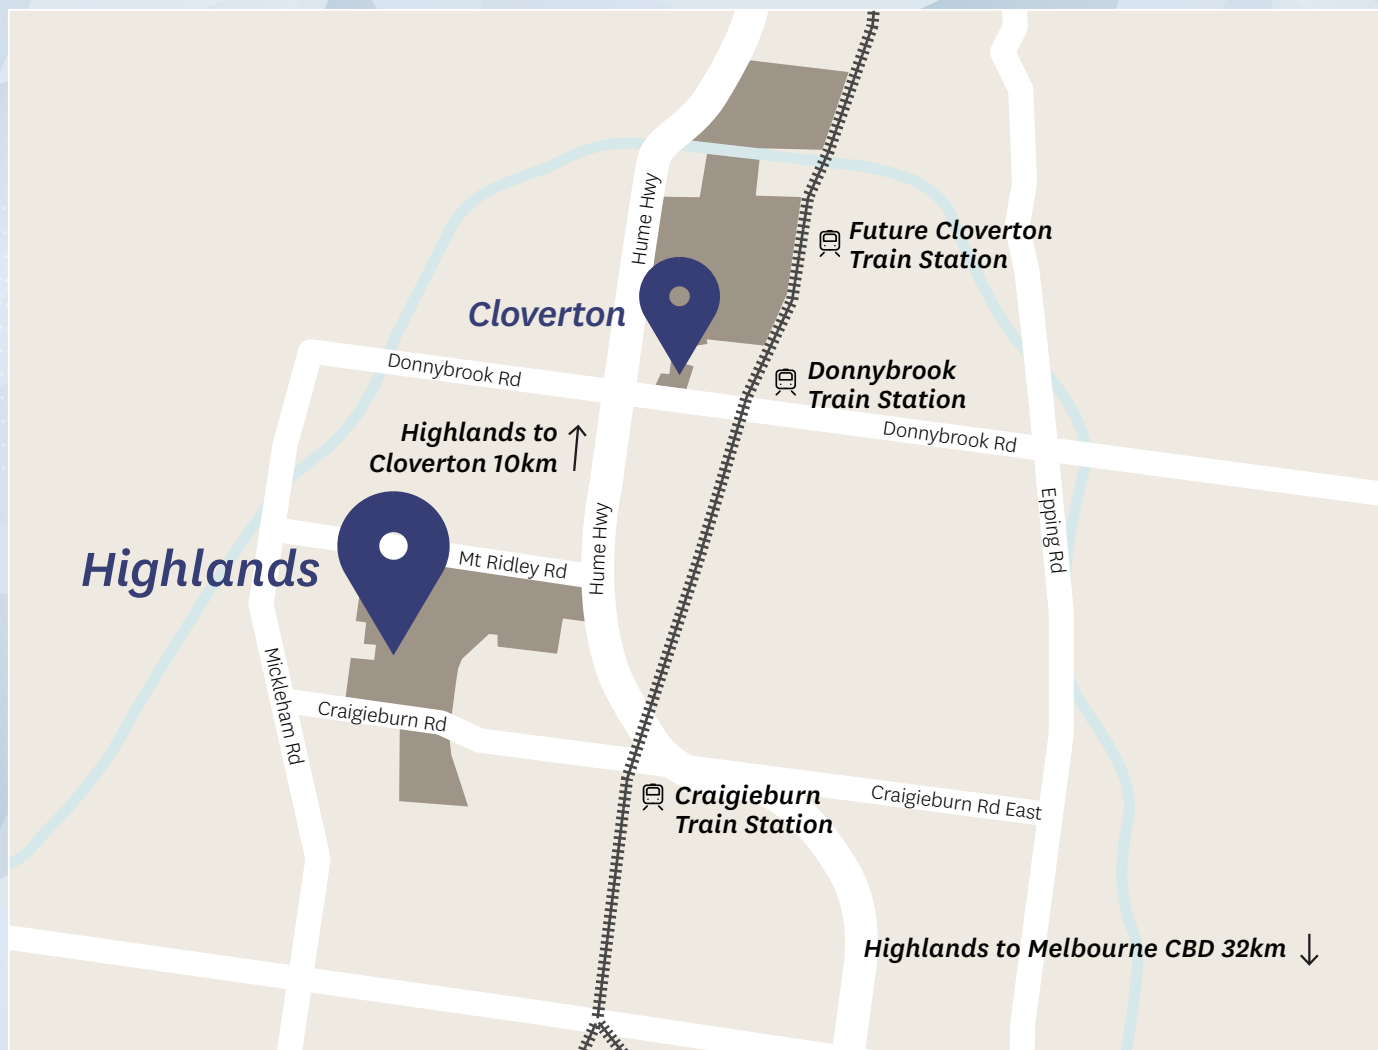 Hume Hwy
Future Cloverton
Train Station
Cloverton
Donnybrook Rd
Donnybrook
Train Station
Highlands to
Cloverton 10km
Donnybrook Rd
Highlands
Mt Ridley Rd
Hume Hwy
Epping Rd
Mickleham Rd
Craigieburn Rd
Craigieburn
Train Station
Craigieburn Rd East
Highlands to Melbourne CBD 32km